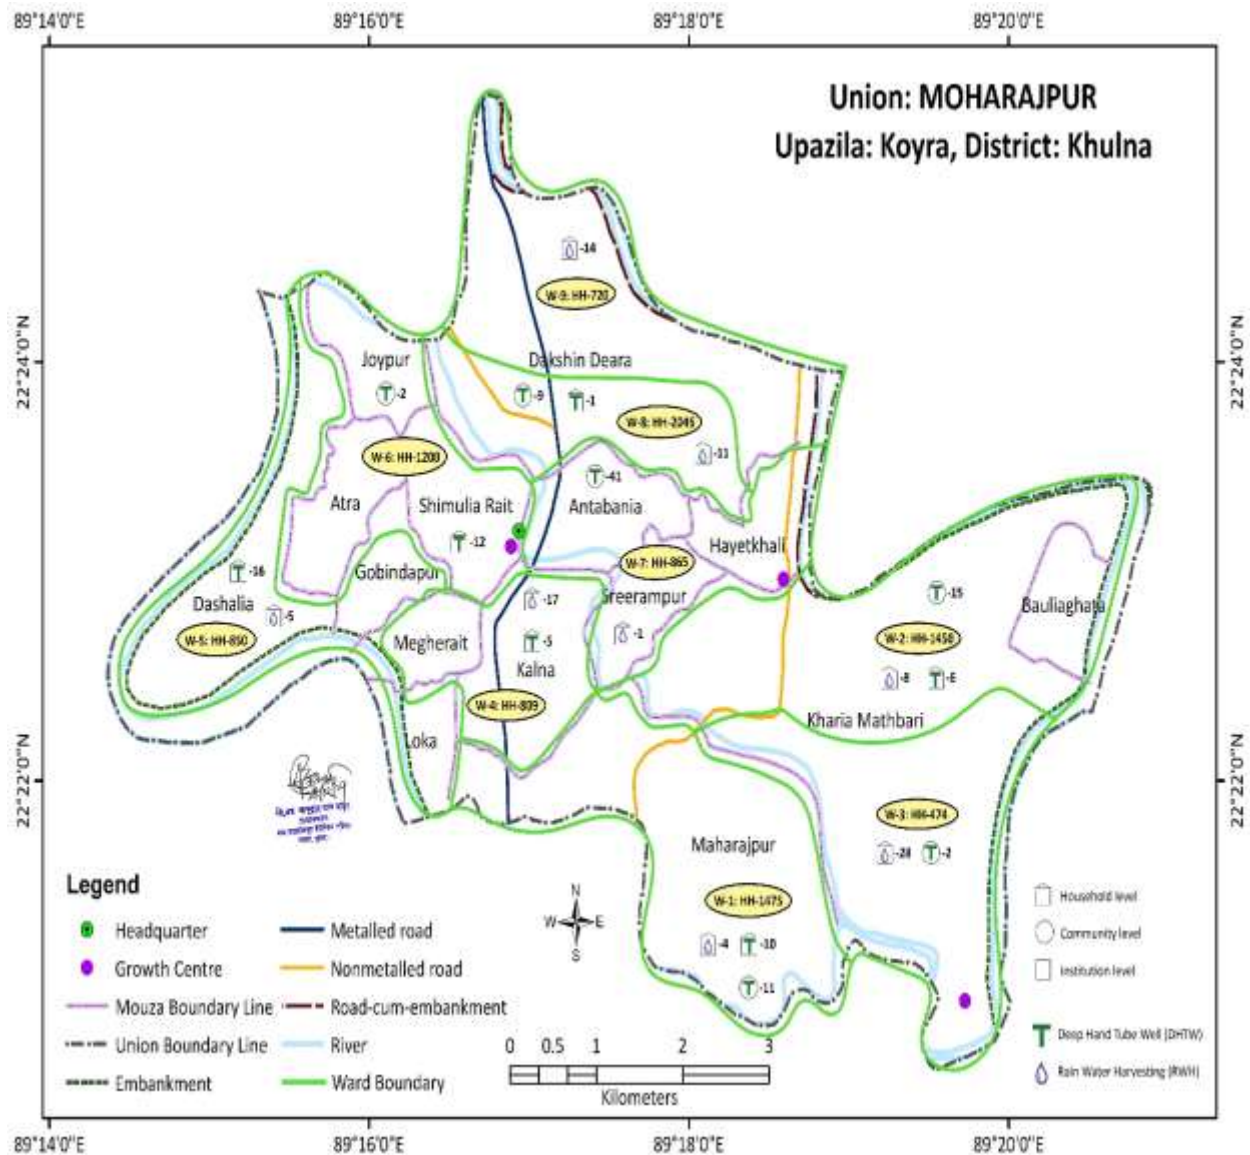 89°14'0"E
89°16'0"E
89°18'0"E
89°20'0"E
Union: MOHARAJPUR
Upazila: Koyra, District: Khulna
-14
W-9: HH-720
22°24'0"N
22°24'0"N
Joypur
Dakshin Deara
-2
-9
-1
W-8: HH-2045
W-6: HH-1200
-33
-41
Atra
Shimulia Rait
Antabania
-12
Hayetkhali
W-7: HH-865
Gobindapur
-16
Dashalia
-5
-17
Sreerampur
-15
Bauliaghata
W-5: HH-850
Megherait
-5
-1
W-2: HH-1450
Kalna
-8
W-4: HH-809
Kharia Mathbari
Loka
22°22'0"N
22°22'0"N
W-3: HH-474
Maharajpur
-28
-2
W-1: HH-1475
-4
-10
-11
Legend
Headquarter
Growth Centre
Mouza Boundary Line
Union Boundary Line
Embankment
Metalled road
Nonmetalled road
Road-cum-embankment
River
Ward Boundary
N
W
E
S
0 0.5 1 2 3
Kilometers
Household level
Community level
Institution level
Deep Hand Tube Well (DHTW)
Rain Water Harvesting (RWH)
89°14'0"E
89°16'0"E
89°18'0"E
89°20'0"E